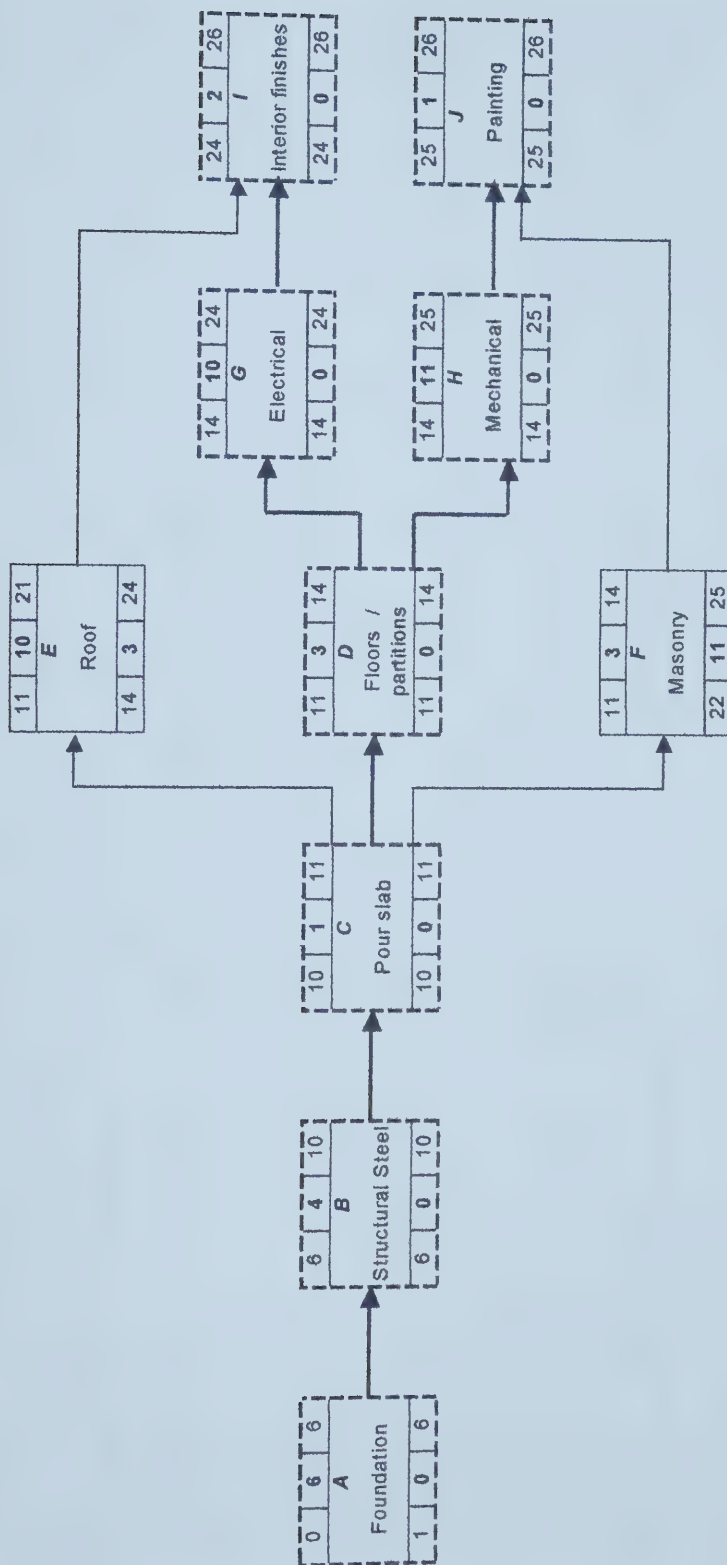 0 | 6 | 6
A
Foundation
1 | 0 | 6
6 | 4 | 10
B
Structural Steel
6 | 0 | 10
10 | 1 | 11
C
Pour slab
10 | 0 | 11
11 | 10 | 21
E
Roof
14 | 3 | 24
11 | 3 | 14
D
Floors /
partitions
11 | 0 | 14
11 | 3 | 14
F
Masonry
22 | 11 | 25
14 | 10 | 24
G
Electrical
14 | 0 | 24
14 | 11 | 25
H
Mechanical
14 | 0 | 25
24 | 2 | 26
I
Interior finishes
24 | 0 | 26
25 | 1 | 26
J
Painting
25 | 0 | 26